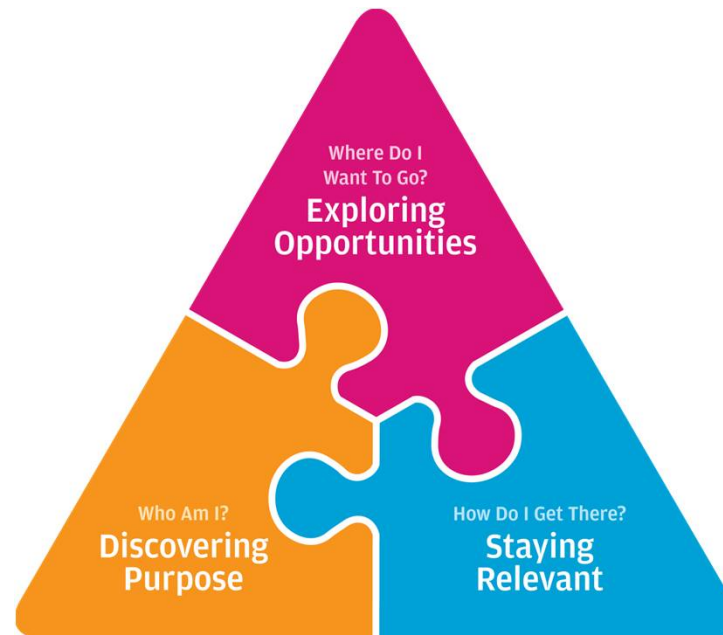 Where Do I
Want To Go?
Exploring
Opportunities
Who Am I?
Discovering
Purpose
How Do I Get There?
Staying
Relevant